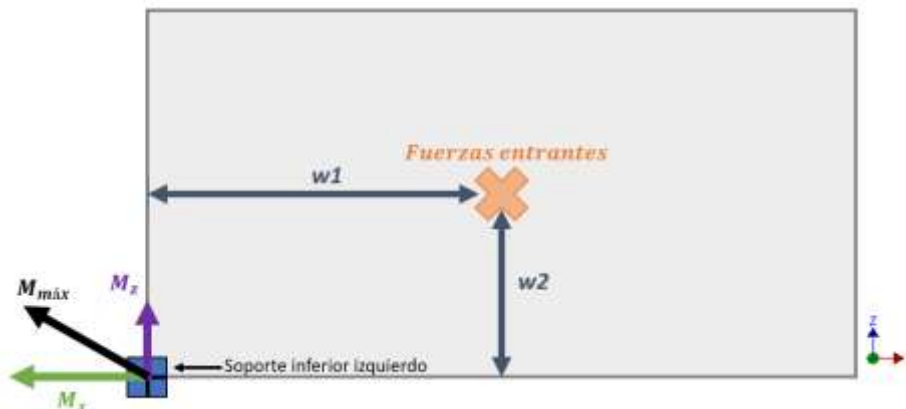 Fuerzas entrantes
w1
w2
M_máx
M_z
Soporte inferior izquierdo
M_x
z